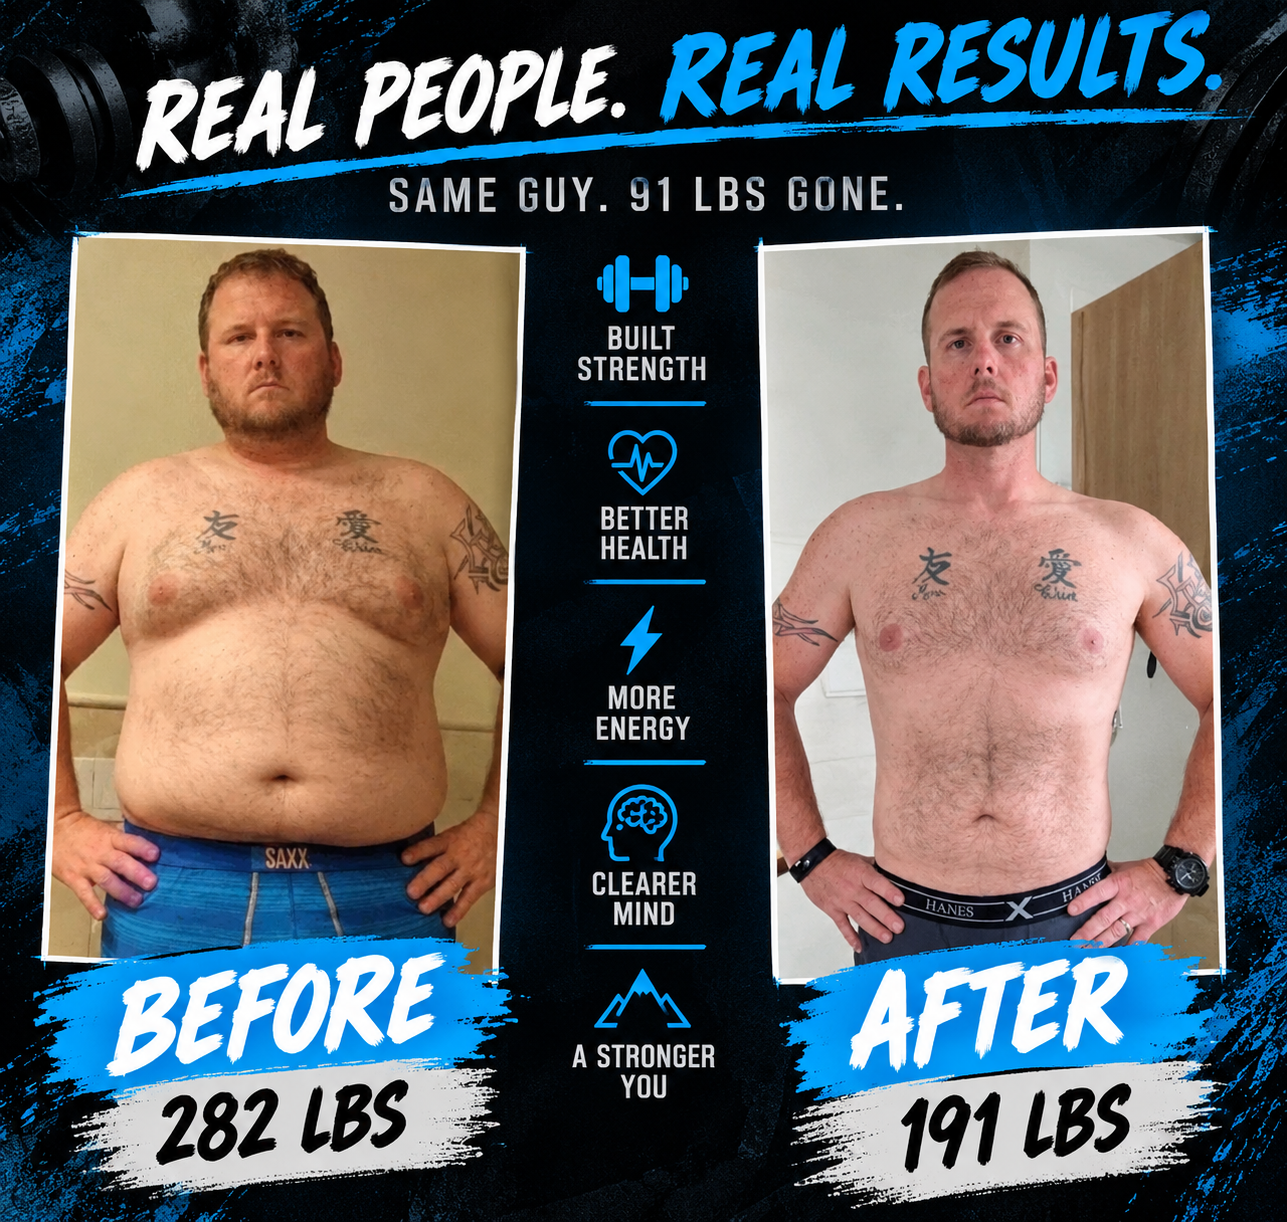 REAL PEOPLE. REAL RESULTS.
SAME GUY. 91 LBS GONE.
BUILT
STRENGTH
BETTER
HEALTH
MORE
ENERGY
CLEARER
MIND
A STRONGER
YOU
友
愛
SAXX
BEFORE
282 LBS
友
愛
HANES
HANES
AFTER
191 LBS